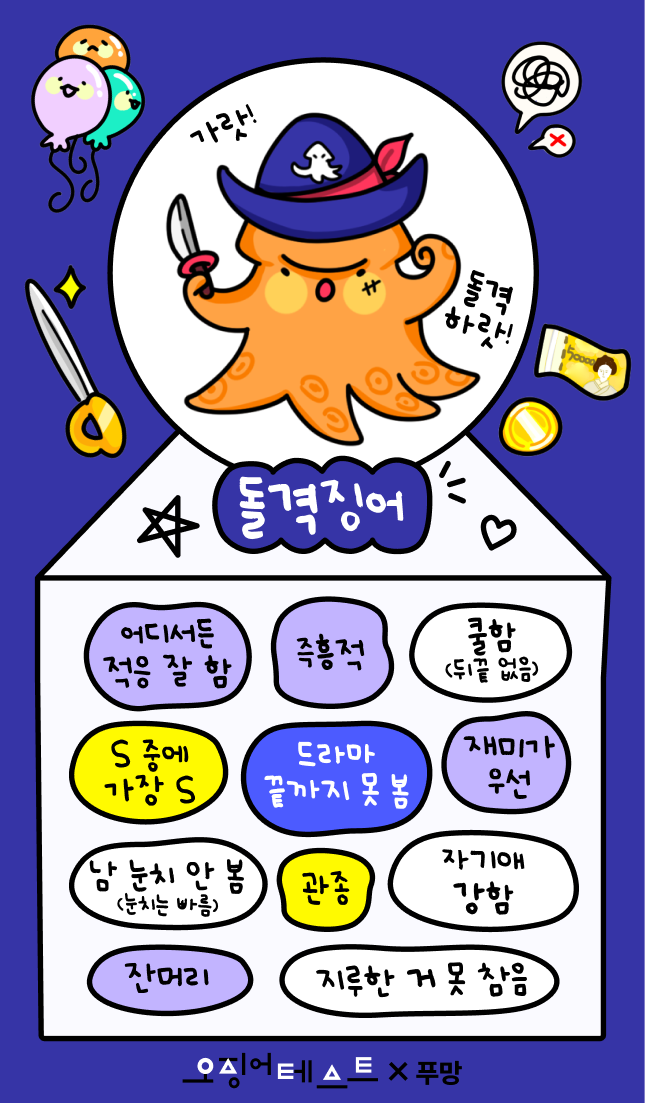 가랏!
돌격
하랏!
50000
돌격징어
어디서든
적응 잘 함
즉흥적
쿨함
(뒤끝 없음)
S 중에
가장 S
드라마
끝까지 못 봄
재미가
우선
남 눈치 안 봄
(눈치는 빠름)
관종
자기애
강함
잔머리
지루한 거 못 참음
오징어테스트 × 푸망